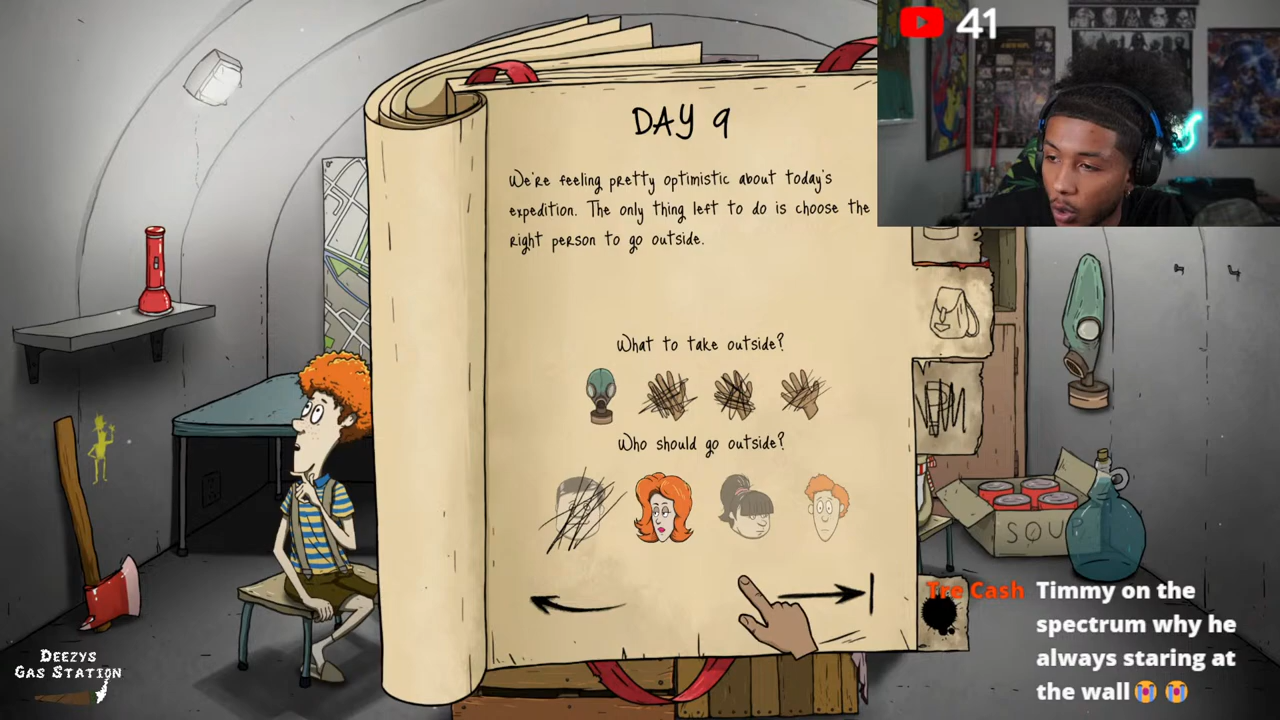 41
DAY 9
We're feeling pretty optimistic about today's
expedition. The only thing left to do is choose the
right person to go outside.
What to take outside?
Who should go outside?
SOU
Tre Cash Timmy on the
spectrum why he
always staring at
the wall😭 😭
DEEZYS
GAS STATION